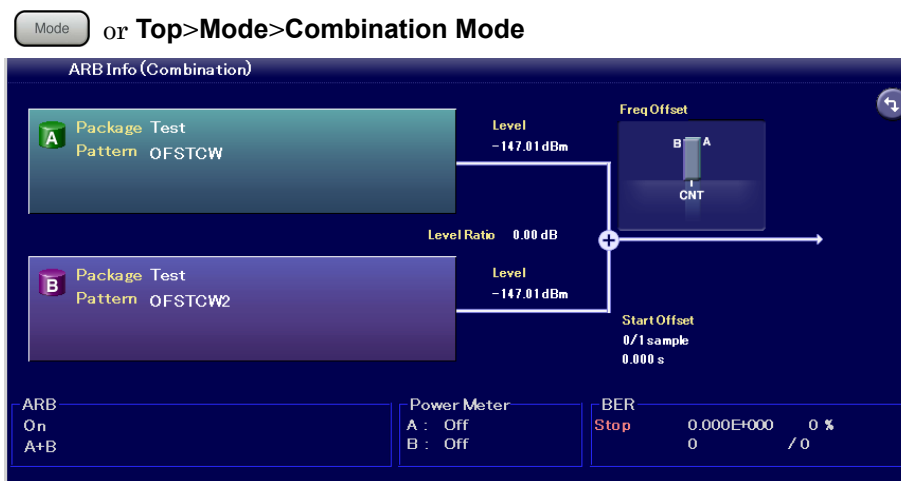 Mode or Top>Mode>Combination Mode
ARB Info (Combination)
A Package Test
Pattern OFSTCW
Level
-147.01 dBm
Freq Offset
B A
CNT
Level Ratio 0.00 dB
B Package Test
Pattern OFSTCW2
Level
-147.01 dBm
Start Offset
0/1 sample
0.000 s
ARB
On
A+B
Power Meter
A : Off
B : Off
BER
Stop 0.000E+000 0 %
0 / 0